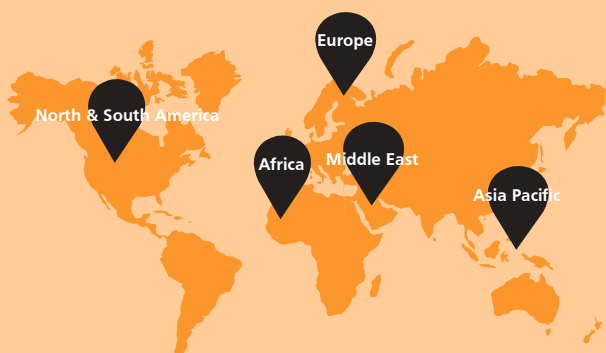 Europe
North & South America
Africa
Middle East
Asia Pacific